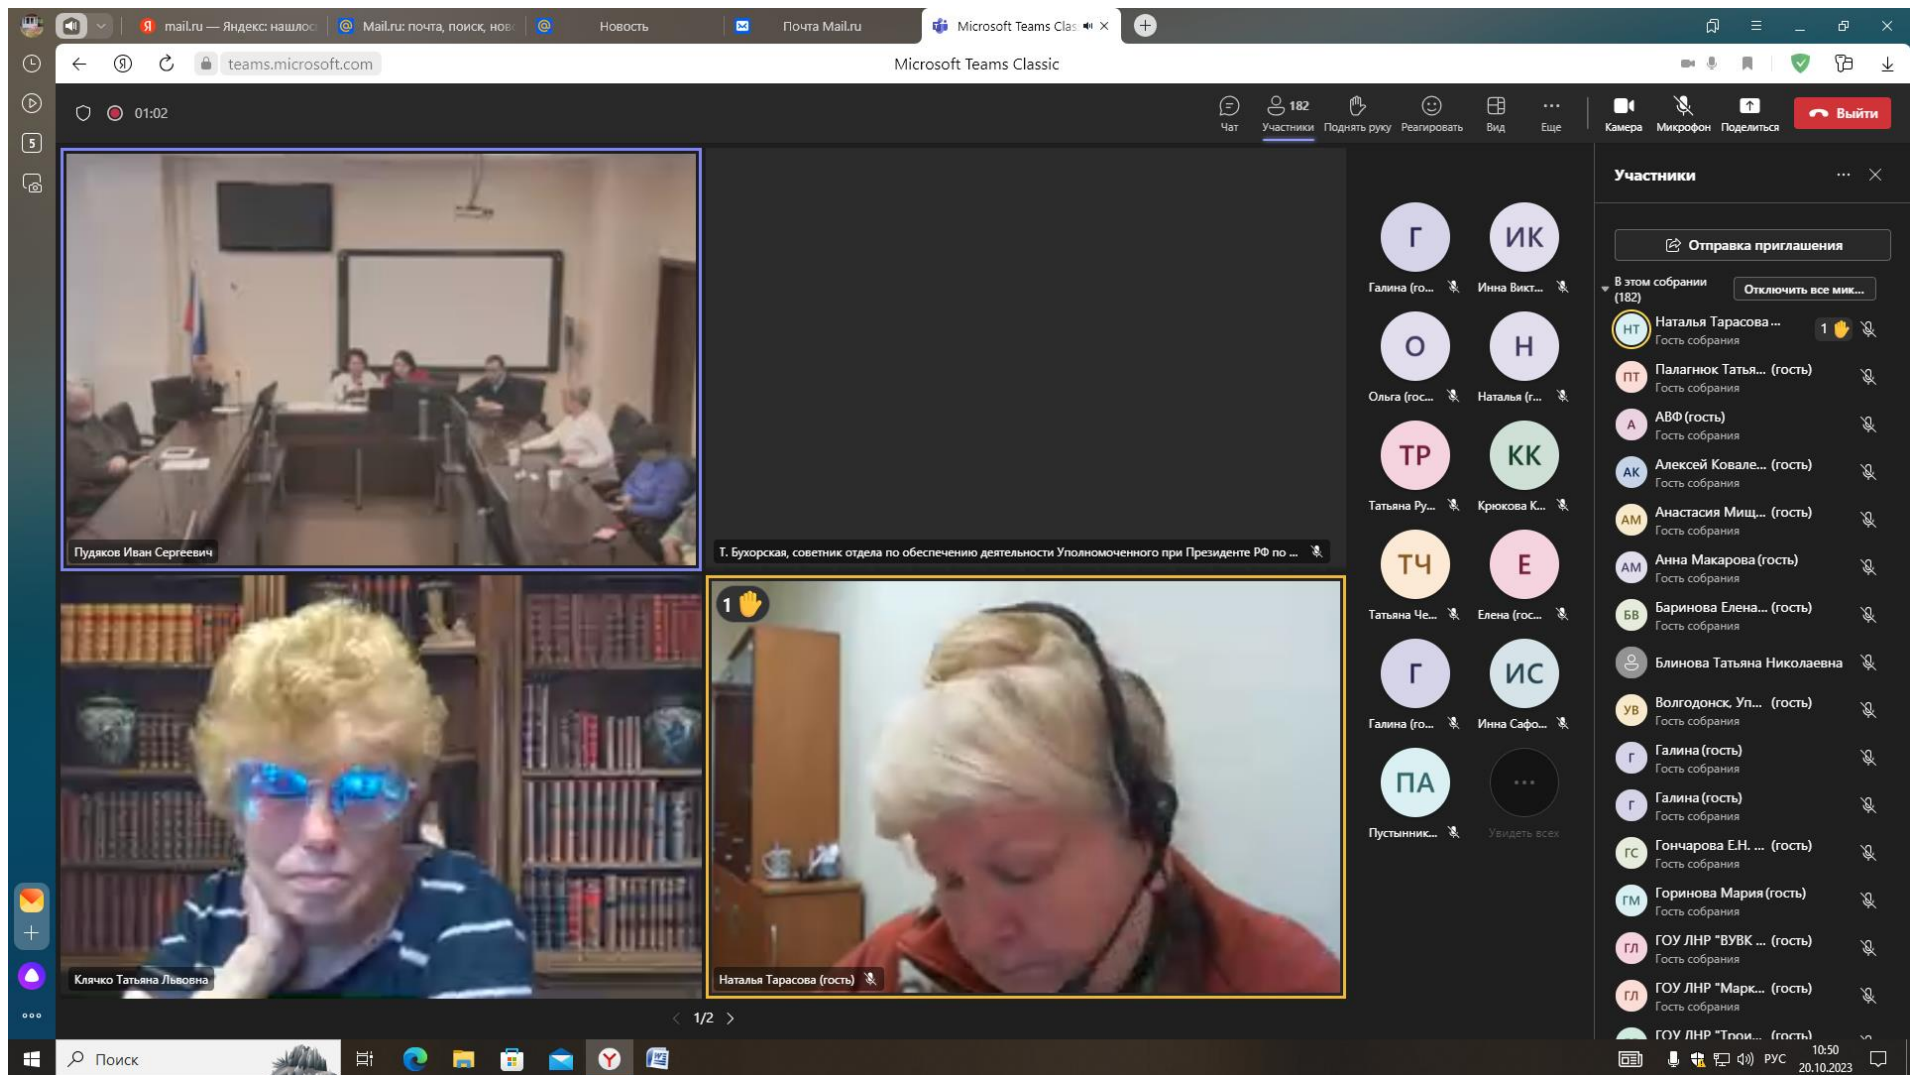 mail.ru — Яндекс: нашлос
Mail.ru: почта, поиск, нов
Новость
Почта Mail.ru
Microsoft Teams Clas
teams.microsoft.com
Microsoft Teams Classic
01:02
182
Чат
Участники
Поднять руку
Реагировать
Вид
Еще
Камера
Микрофон
Поделиться
Выйти
5
Пудяков Иван Сергеевич
Т. Бухорская, советник отдела по обеспечению деятельности Уполномоченного при Президенте РФ по ...
Клячко Татьяна Львовна
1
Наталья Тарасова (гость)
1/2
Г
Галина (го...
ИК
Инна Викт...
О
Ольга (гос...
Н
Наталья (г...
ТР
Татьяна Ру...
КК
Крюкова К...
ТЧ
Татьяна Че...
Е
Елена (гос...
Г
Галина (го...
ИС
Инна Сафо...
ПА
Пустынник...
Увидеть всех
Участники
Отправка приглашения
В этом собрании
(182)
Отключить все мик...
НТ
Наталья Тарасова ...
Гость собрания
1
ПТ
Палагнюк Татья... (гость)
Гость собрания
А
АВФ (гость)
Гость собрания
АК
Алексей Ковале... (гость)
Гость собрания
АМ
Анастасия Мищ... (гость)
Гость собрания
АМ
Анна Макарова (гость)
Гость собрания
БВ
Баринова Елена... (гость)
Гость собрания
Блинова Татьяна Николаевна
УВ
Волгодонск, Уп... (гость)
Гость собрания
Г
Галина (гость)
Гость собрания
Г
Галина (гость)
Гость собрания
ГС
Гончарова Е.Н. ... (гость)
Гость собрания
ГМ
Горинова Мария (гость)
Гость собрания
ГЛ
ГОУ ЛНР "ВУВК ... (гость)
Гость собрания
ГЛ
ГОУ ЛНР "Марк... (гость)
Гость собрания
ГОУ ЛНР "Трои... (гость)
Поиск
РУС
10:50
20.10.2023